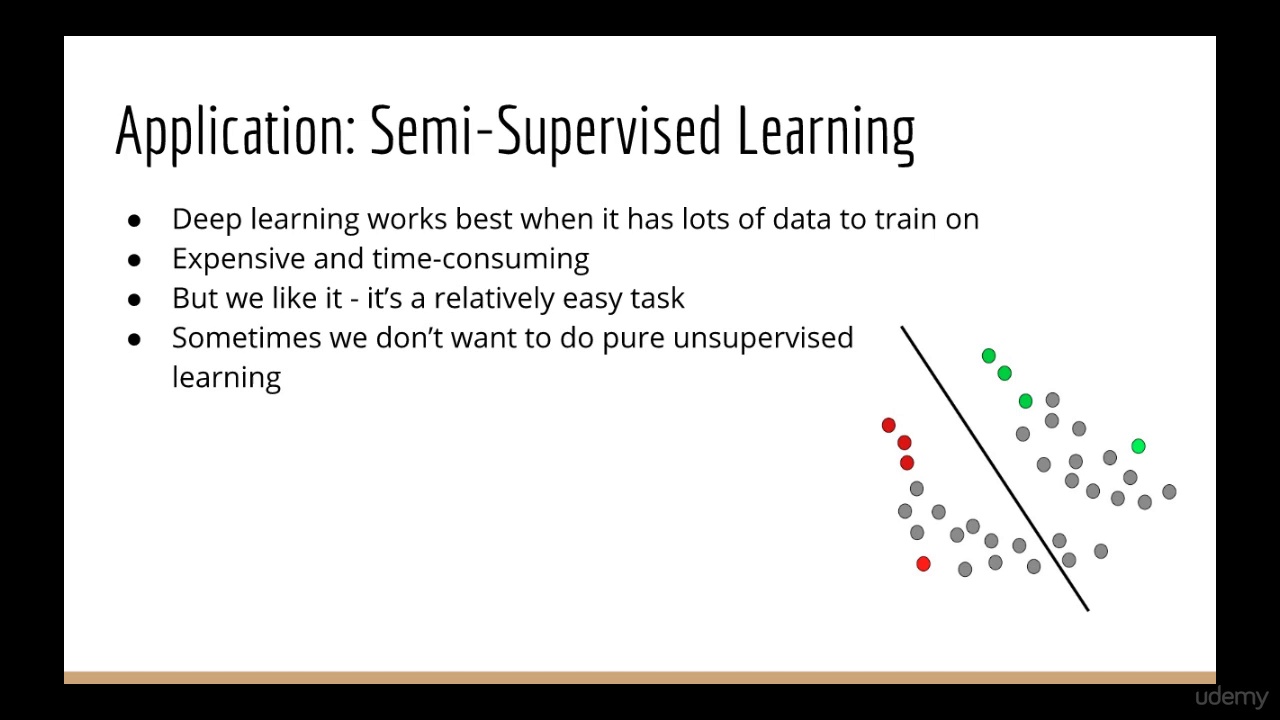 Application: Semi-Supervised Learning
● Deep learning works best when it has lots of data to train on
● Expensive and time-consuming
● But we like it - it’s a relatively easy task
● Sometimes we don’t want to do pure unsupervised
learning
udemy